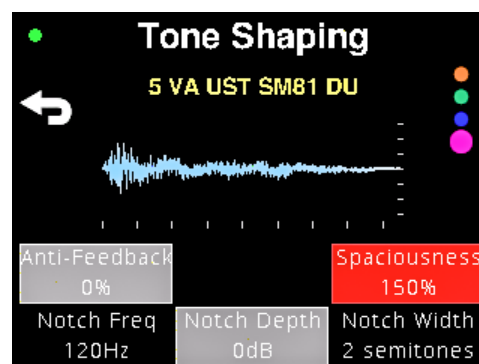 Tone Shaping
5 VA UST SM81 DU
Anti-Feedback
0%
Spaciousness
150%
Notch Freq
120Hz
Notch Depth
0dB
Notch Width
2 semitones